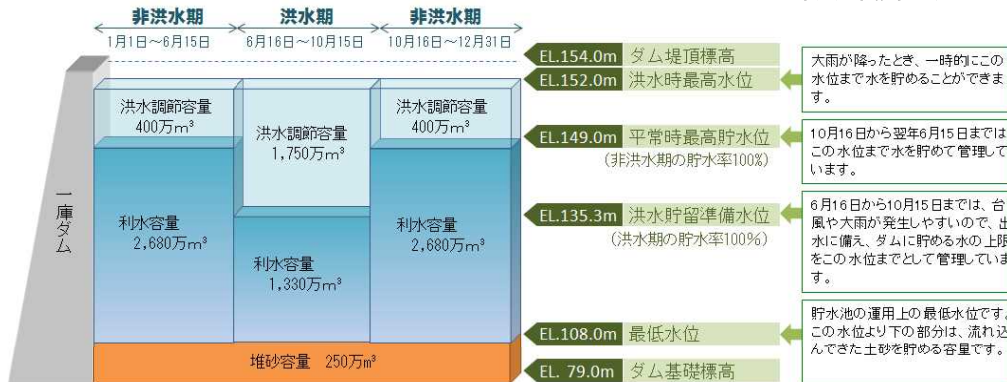 非洪水期
洪水期
非洪水期
1月1日～6月15日
6月16日～10月15日
10月16日～12月31日
EL.154.0m ダム堤頂標高
EL.152.0m 洪水時最高水位
大雨が降ったとき、一時的にこの
水位まで水を貯めることができま
す。
洪水調節容量
400万m³
洪水調節容量
1,750万m³
洪水調節容量
400万m³
EL.149.0m 平常時最高貯水位
(非洪水期の貯水率100%)
10月16日から翌年6月15日までは
この水位まで水を貯めて管理して
います。
一庫ダム
利水容量
2,680万m³
利水容量
1,330万m³
利水容量
2,680万m³
EL.135.3m 洪水貯留準備水位
(洪水期の貯水率100%)
6月16日から10月15日までは、台
風や大雨が発生しやすいので、出
水に備え、ダムに貯める水の上限
をこの水位までとして管理していま
す。
EL.108.0m 最低水位
貯水池の運用上の最低水位です。
この水位より下の部分は、流れ込
んできた土砂を貯める容量です。
堆砂容量 250万m³
EL. 79.0m ダム基礎標高